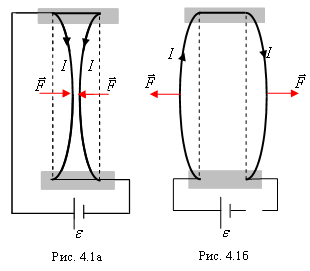 I I
F F
ε
Рис. 4.1а
I I
F F
ε
Рис. 4.1б